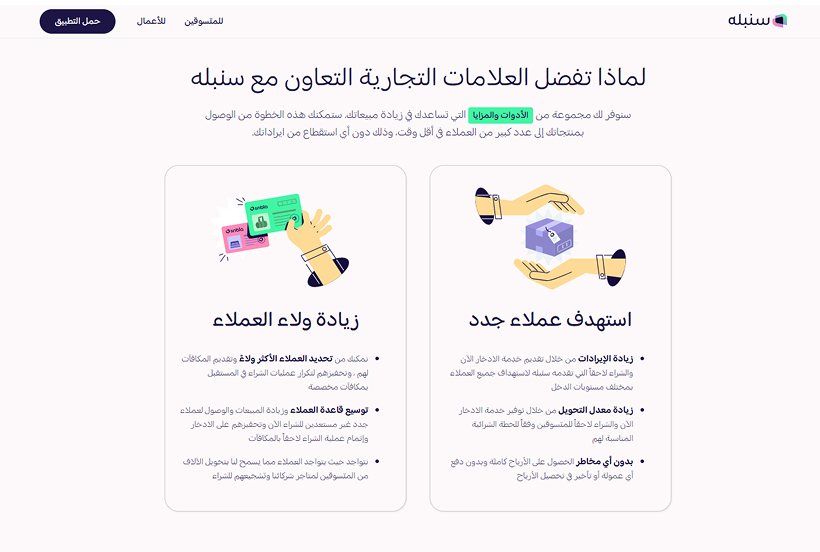 سنبله
للمتسوقين
للأعمال
حمل التطبيق
لماذا تفضل العلامات التجارية التعاون مع سنبله
سنوفر لك مجموعة من الأدوات والمزايا التي تساعدك في زيادة مبيعاتك. ستمكنك هذه الخطوة من الوصول
بمنتجاتك إلى عدد كبير من العملاء في أقل وقت، وذلك دون أي استقطاع من ايراداتك.
استهدف عملاء جدد
زيادة الإيرادات من خلال تقديم خدمة الادخار الآن
والشراء لاحقاً التي تقدمه سنبله لاستهداف جميع العملاء
بمختلف مستويات الدخل
زيادة معدل التحويل من خلال توفير خدمة الادخار
الآن والشراء لاحقاً للمتسوقين وفقاً للخطة الشرائية
المناسبة لهم
بدون أي مخاطر الحصول على الأرباح كاملة وبدون دفع
أي عمولة أو تأخير في تحصيل الأرباح
snbla
snbla
زيادة ولاء العملاء
تمكنك من تحديد العملاء الأكثر ولاءً وتقديم المكافآت
لهم ، وتحفيزهم لتكرار عمليات الشراء في المستقبل
بمكافآت مخصصة
توسيع قاعدة العملاء وزيادة المبيعات والوصول لعملاء
جدد غير مستعدين للشراء الآن وتحفيزهم على الادخار
وإتمام عملية الشراء لاحقاً بالمكافآت
نتواجد حيث يتواجد العملاء مما يسمح لنا بتحويل الآلاف
من المتسوقين لمتاجر شركائنا وتشجيعهم للشراء